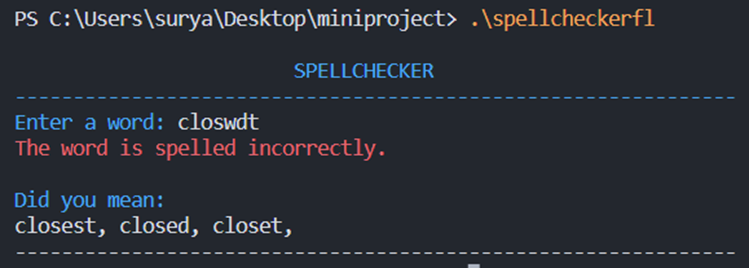 PS C:\Users\surya\Desktop\miniproject> .\spellcheckerfl
SPELLCHECKER
--------------------------------------------------------------
Enter a word: closwdt
The word is spelled incorrectly.
Did you mean:
closest, closed, closet,
--------------------------------------------------------------